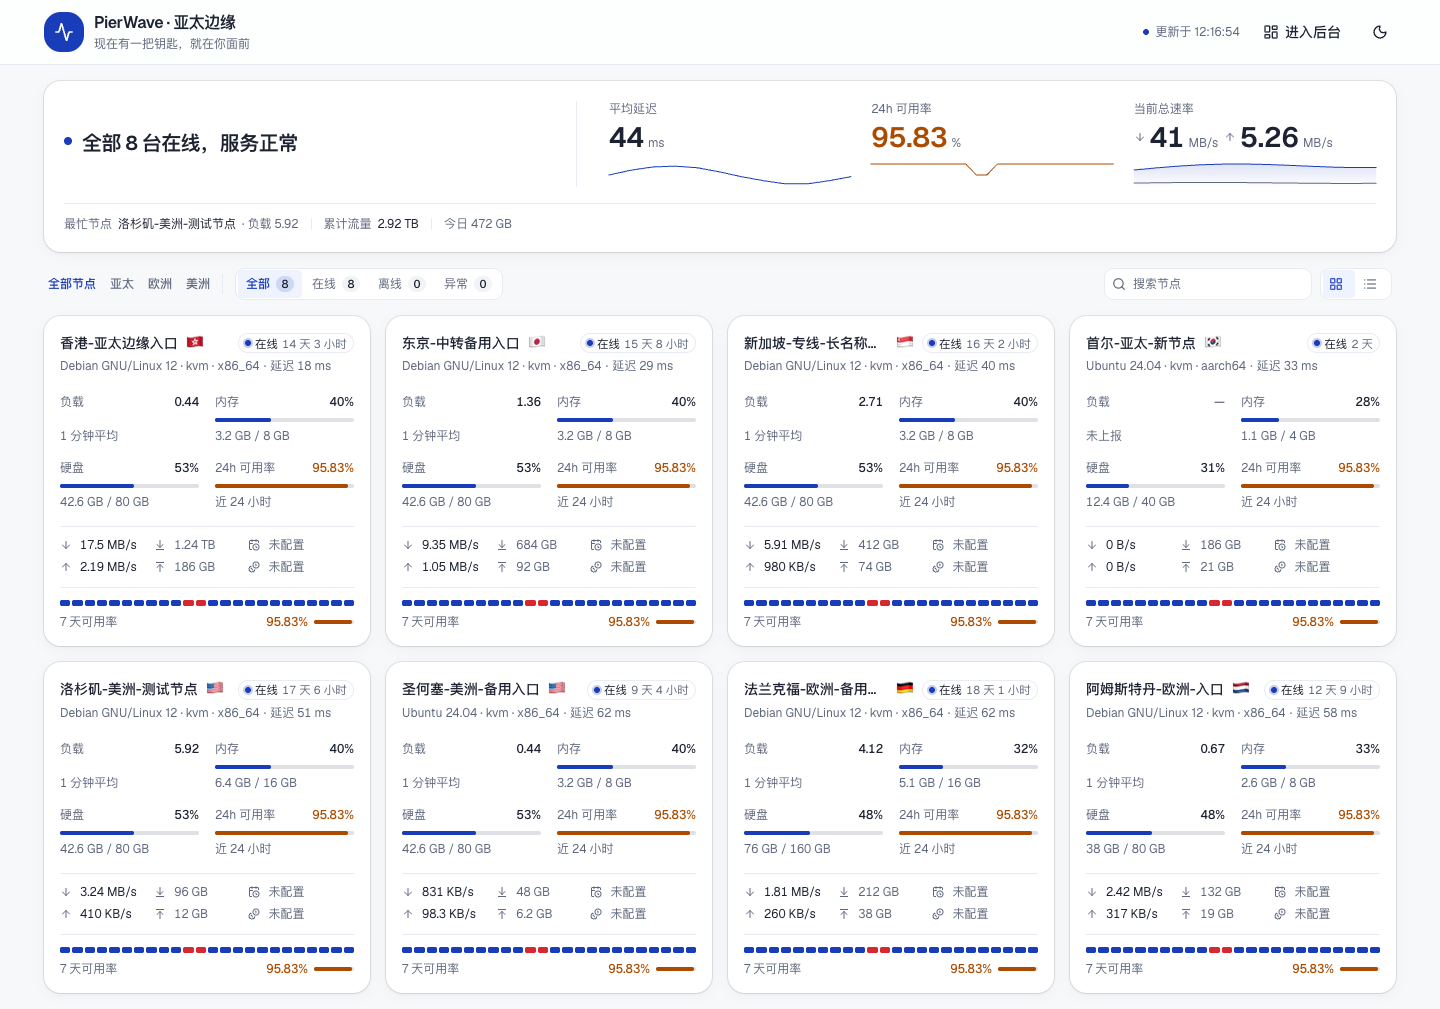 PierWave · 亚太边缘
现在有一把钥匙，就在你面前
更新于 12:16:54
进入后台
全部 8 台在线，服务正常
平均延迟
44 ms
24h 可用率
95.83 %
当前总速率
↓ 41 MB/s ↑ 5.26 MB/s
最忙节点 洛杉矶-美洲-测试节点 · 负载 5.92
累计流量 2.92 TB
今日 472 GB
全部节点 亚太 欧洲 美洲
全部 8 在线 8 离线 0 异常 0
搜索节点
香港-亚太边缘入口 在线 14 天 3 小时
Debian GNU/Linux 12 · kvm · x86_64 · 延迟 18 ms
负载 0.44 内存 40%
1 分钟平均 3.2 GB / 8 GB
硬盘 53% 24h 可用率 95.83%
42.6 GB / 80 GB 近 24 小时
↓ 17.5 MB/s 1.24 TB 未配置
↑ 2.19 MB/s 186 GB 未配置
7 天可用率 95.83%
东京-中转备用入口 在线 15 天 8 小时
Debian GNU/Linux 12 · kvm · x86_64 · 延迟 29 ms
负载 1.36 内存 40%
1 分钟平均 3.2 GB / 8 GB
硬盘 53% 24h 可用率 95.83%
42.6 GB / 80 GB 近 24 小时
↓ 9.35 MB/s 684 GB 未配置
↑ 1.05 MB/s 92 GB 未配置
7 天可用率 95.83%
新加坡-专线-长名称... 在线 16 天 2 小时
Debian GNU/Linux 12 · kvm · x86_64 · 延迟 40 ms
负载 2.71 内存 40%
1 分钟平均 3.2 GB / 8 GB
硬盘 53% 24h 可用率 95.83%
42.6 GB / 80 GB 近 24 小时
↓ 5.91 MB/s 412 GB 未配置
↑ 980 KB/s 74 GB 未配置
7 天可用率 95.83%
首尔-亚太-新节点 在线 2 天
Ubuntu 24.04 · kvm · aarch64 · 延迟 33 ms
负载 — 内存 28%
未上报 1.1 GB / 4 GB
硬盘 31% 24h 可用率 95.83%
12.4 GB / 40 GB 近 24 小时
↓ 0 B/s 186 GB 未配置
↑ 0 B/s 21 GB 未配置
7 天可用率 95.83%
洛杉矶-美洲-测试节点 在线 17 天 6 小时
Debian GNU/Linux 12 · kvm · x86_64 · 延迟 51 ms
负载 5.92 内存 40%
1 分钟平均 6.4 GB / 16 GB
硬盘 53% 24h 可用率 95.83%
42.6 GB / 80 GB 近 24 小时
↓ 3.24 MB/s 96 GB 未配置
↑ 410 KB/s 12 GB 未配置
7 天可用率 95.83%
圣何塞-美洲-备用入口 在线 9 天 4 小时
Ubuntu 24.04 · kvm · x86_64 · 延迟 62 ms
负载 0.44 内存 40%
1 分钟平均 3.2 GB / 8 GB
硬盘 53% 24h 可用率 95.83%
42.6 GB / 80 GB 近 24 小时
↓ 831 KB/s 48 GB 未配置
↑ 98.3 KB/s 6.2 GB 未配置
7 天可用率 95.83%
法兰克福-欧洲-备用... 在线 18 天 1 小时
Debian GNU/Linux 12 · kvm · x86_64 · 延迟 62 ms
负载 4.12 内存 32%
1 分钟平均 5.1 GB / 16 GB
硬盘 48% 24h 可用率 95.83%
76 GB / 160 GB 近 24 小时
↓ 1.81 MB/s 212 GB 未配置
↑ 260 KB/s 38 GB 未配置
7 天可用率 95.83%
阿姆斯特丹-欧洲-入口 在线 12 天 9 小时
Debian GNU/Linux 12 · kvm · x86_64 · 延迟 58 ms
负载 0.67 内存 33%
1 分钟平均 2.6 GB / 8 GB
硬盘 48% 24h 可用率 95.83%
38 GB / 80 GB 近 24 小时
↓ 2.42 MB/s 132 GB 未配置
↑ 317 KB/s 19 GB 未配置
7 天可用率 95.83%